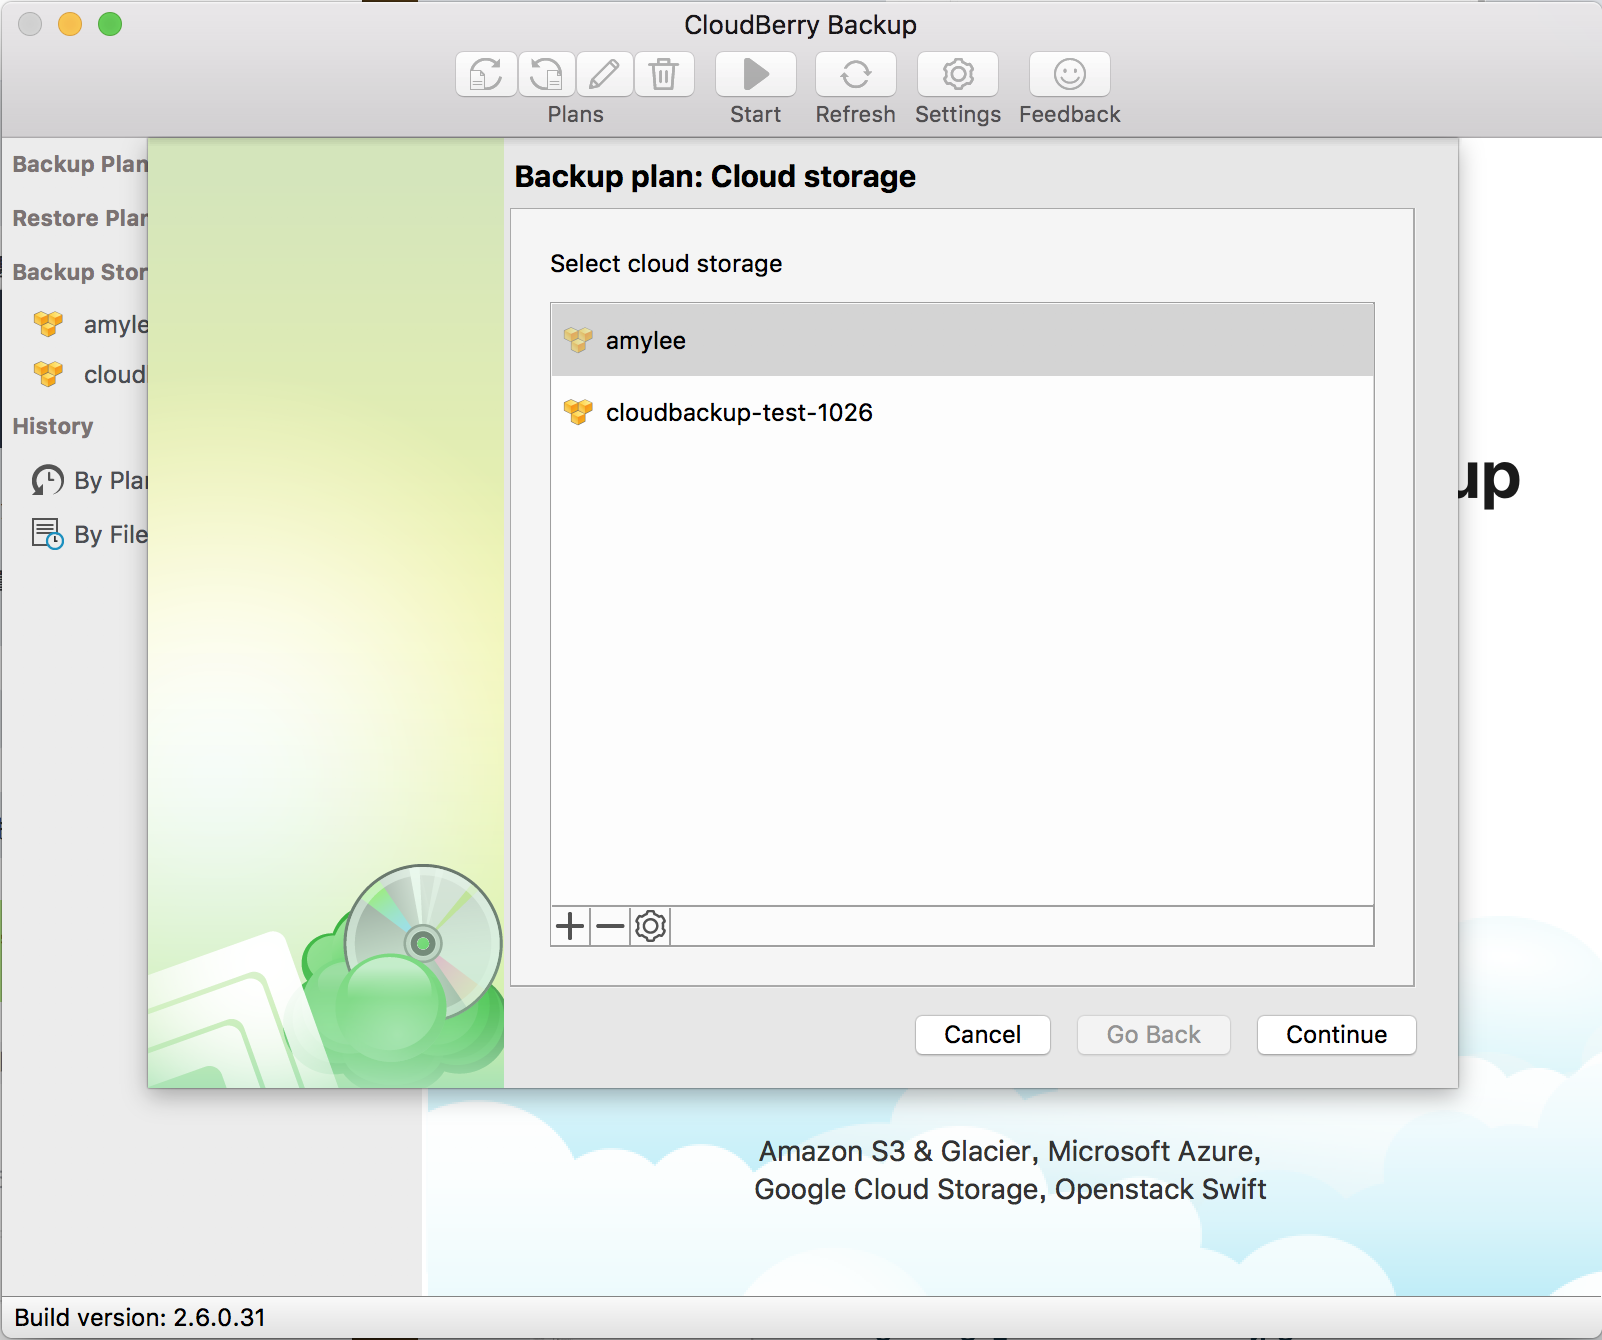 CloudBerry Backup
Plans
Start
Refresh
Settings
Feedback
Backup Plan
Restore Plan
Backup Stor
amyle
cloud
History
By Plan
By File
Backup plan: Cloud storage
Select cloud storage
amylee
cloudbackup-test-1026
Cancel
Go Back
Continue
up
Amazon S3 & Glacier, Microsoft Azure,
Google Cloud Storage, Openstack Swift
Build version: 2.6.0.31